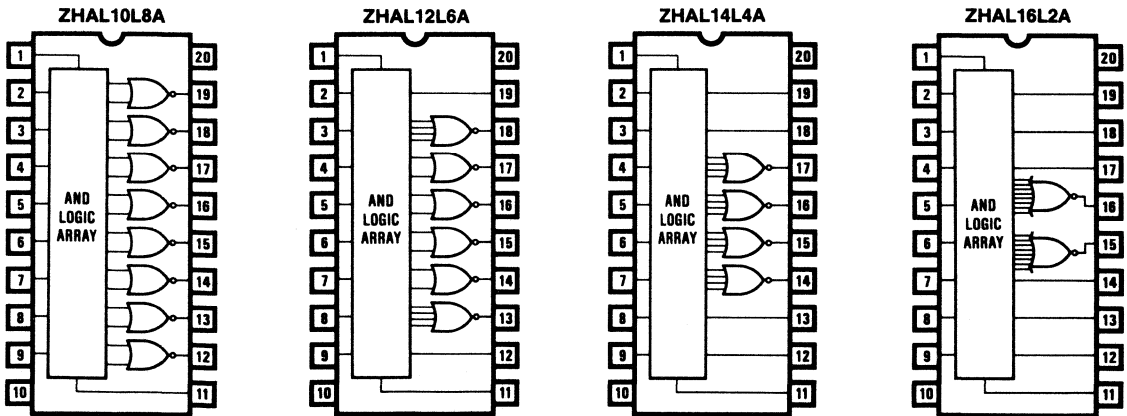 ZHAL10L8A ZHAL12L6A ZHAL14L4A ZHAL16L2A
1 20 1 20 1 20 1 20
2 19 2 19 2 19 2 19
3 18 3 18 3 18 3 18
4 17 4 17 4 17 4 17
5 16 5 16 5 16 5 16
AND LOGIC ARRAY AND LOGIC ARRAY AND LOGIC ARRAY AND LOGIC ARRAY
6 15 6 15 6 15 6 15
7 14 7 14 7 14 7 14
8 13 8 13 8 13 8 13
9 12 9 12 9 12 9 12
10 11 10 11 10 11 10 11